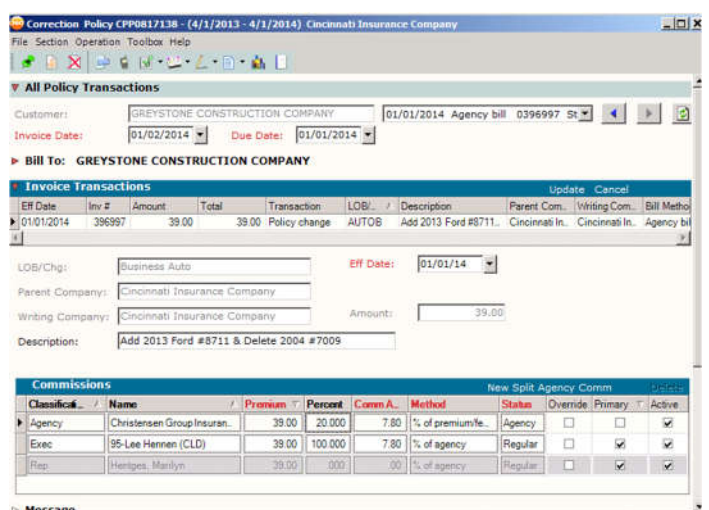 Correction Policy CPP0817138 - (4/1/2013 - 4/1/2014) Cincinnati Insurance Company
File Section Operation Toolbox Help
All Policy Transactions
Customer: GREYSTONE CONSTRUCTION COMPANY 01/01/2014 Agency bill 0396997 St
Invoice Date: 01/02/2014 Due Date: 01/01/2014
Bill To: GREYSTONE CONSTRUCTION COMPANY
Invoice Transactions Update Cancel
Eff Date Inv # Amount Total Transaction LOB/... / Description Parent Com... Writing Com... Bill Metho
01/01/2014 396997 39.00 39.00 Policy change AUTOB Add 2013 Ford #8711... Cincinnati In... Cincinnati In... Agency bil
LOB/Chg: Business Auto Eff Date: 01/01/14
Parent Company: Cincinnati Insurance Company
Writing Company: Cincinnati Insurance Company Amount: 39.00
Description: Add 2013 Ford #8711 & Delete 2004 #7009
Commissions New Split Agency Comm Delete
Classificati... / Name / Premium Percent Comm A... Method Status Override Primary Active
Agency Christensen Group Insuran... 39.00 20.000 7.80 % of premium/fe... Agency
Exec 95-Lee Hennen (CLD) 39.00 100.000 7.80 % of agency Regular
Rep Hentges, Marilyn 39.00 .000 .00 % of agency Regular
Message